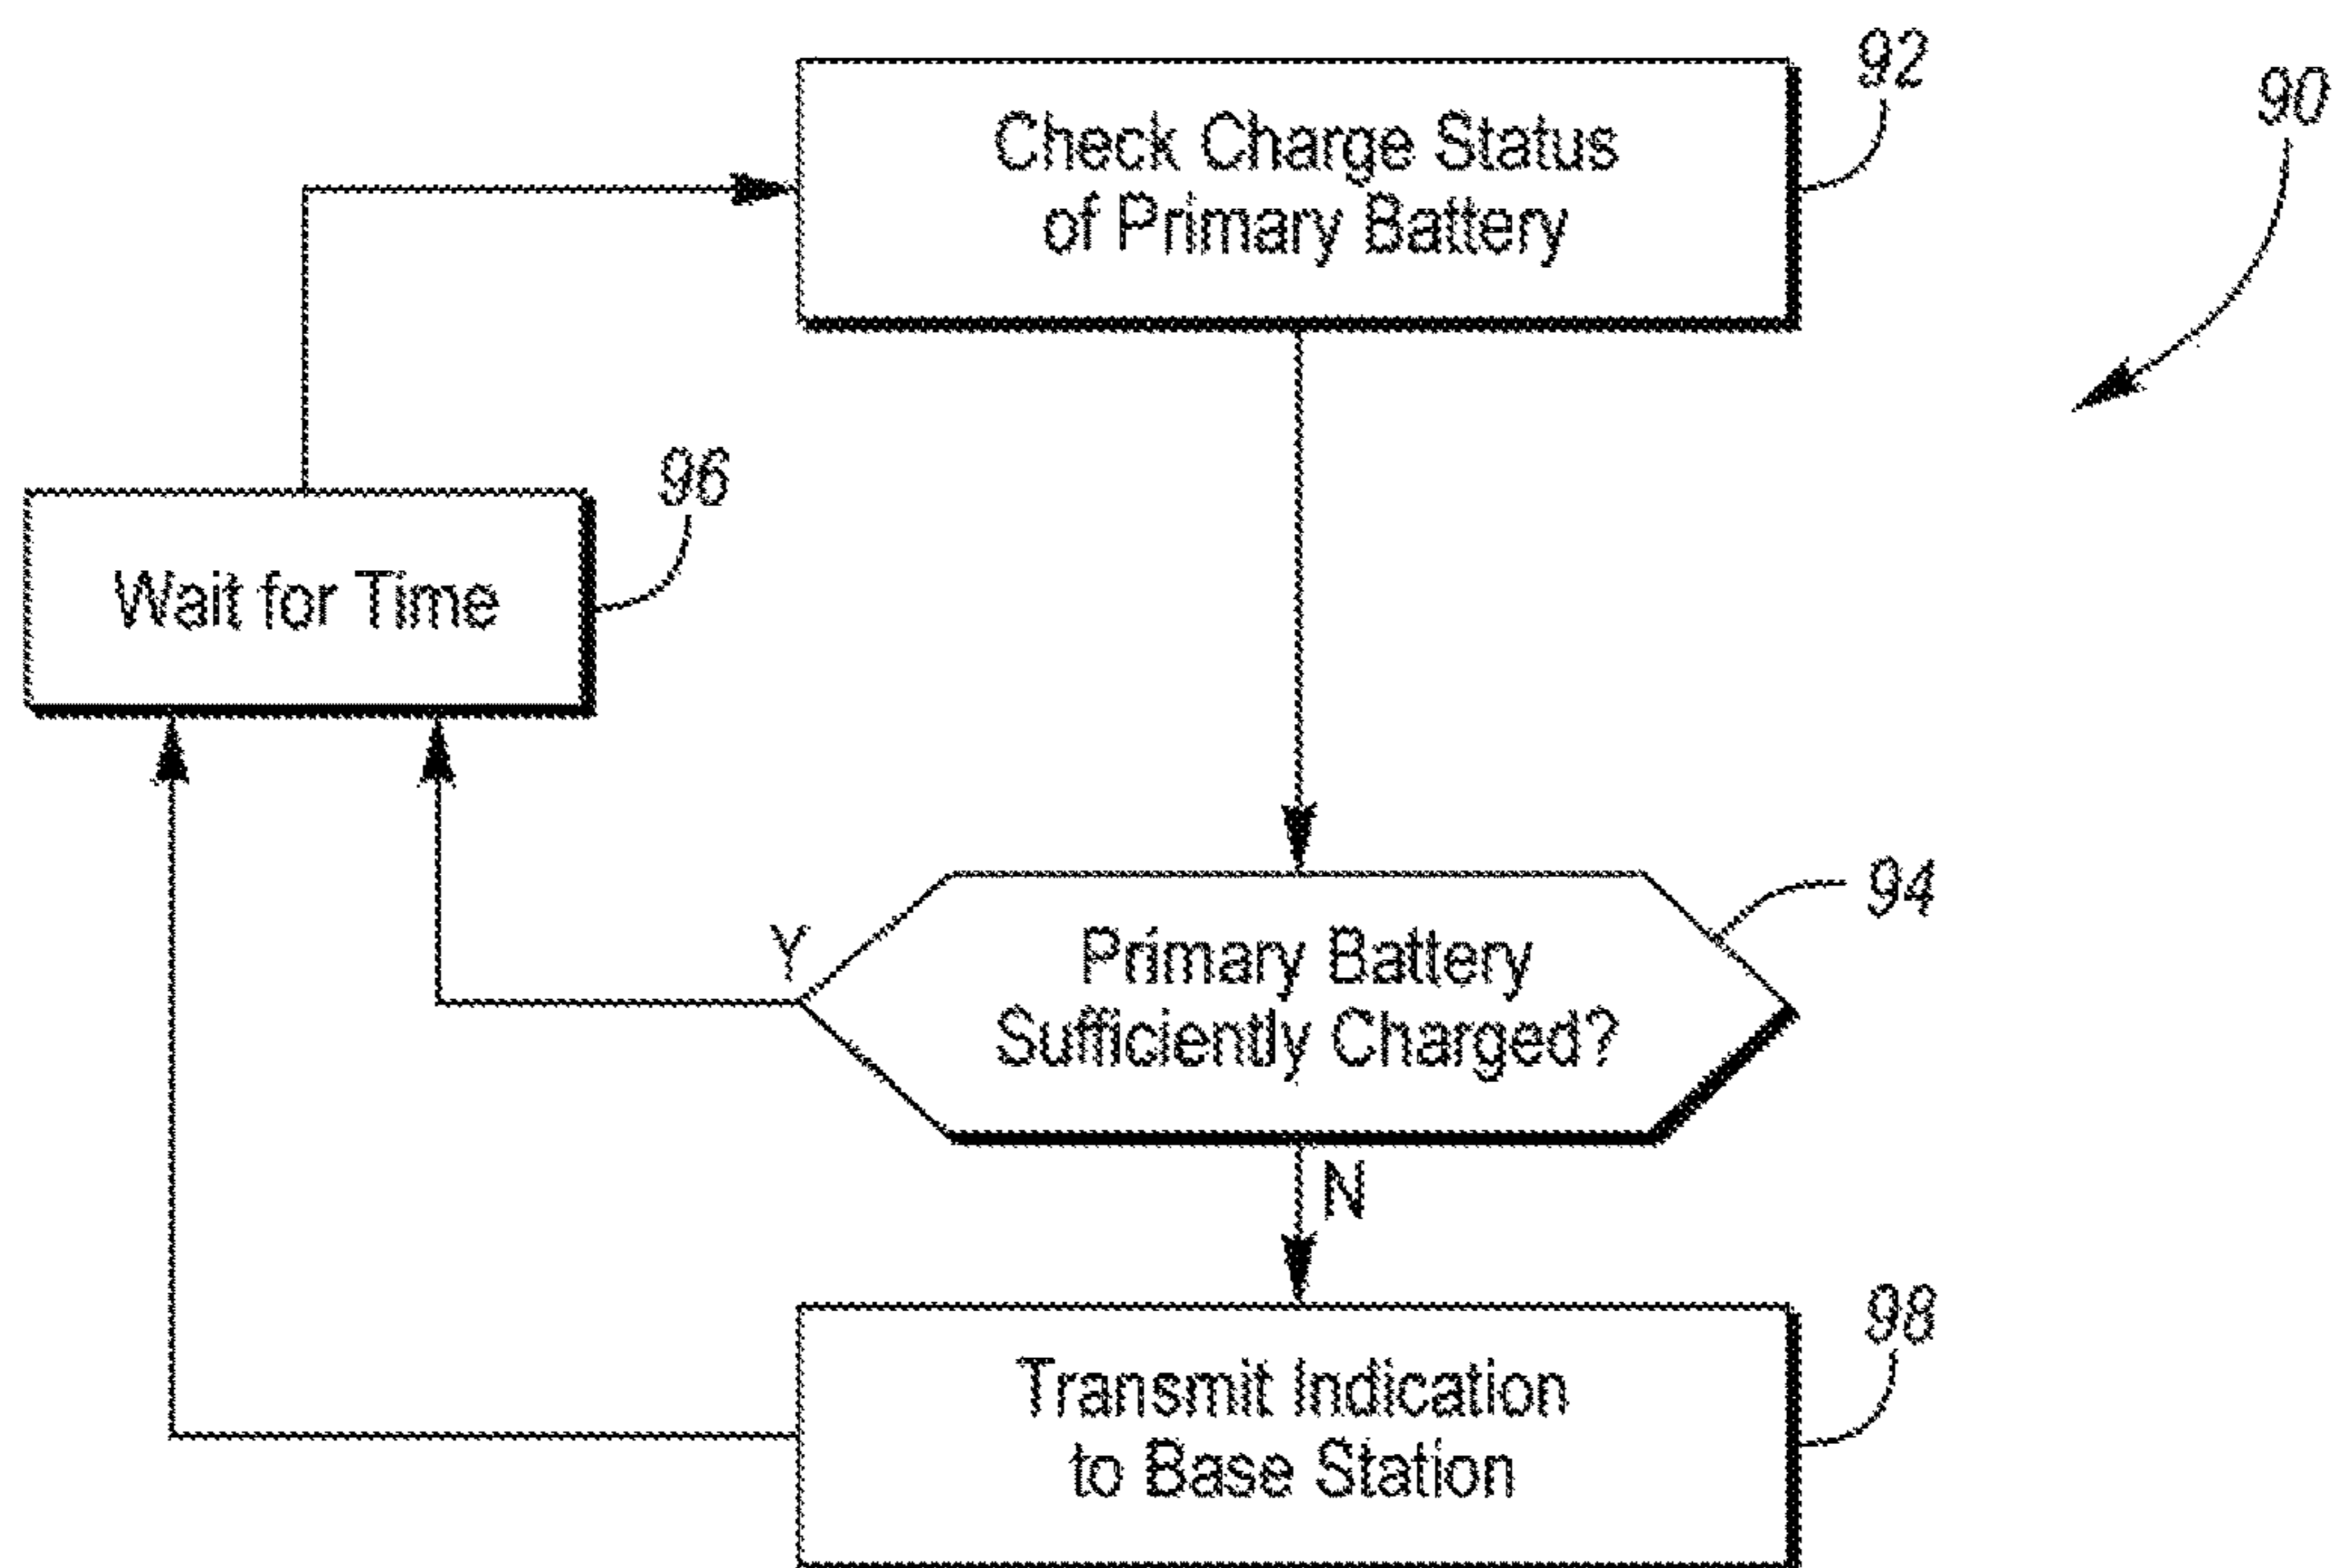 92
90
Check Charge Status
of Primary Battery
96
Wait for Time
94
Y
Primary Battery
Sufficiently Charged?
N
98
Transmit Indication
to Base Station